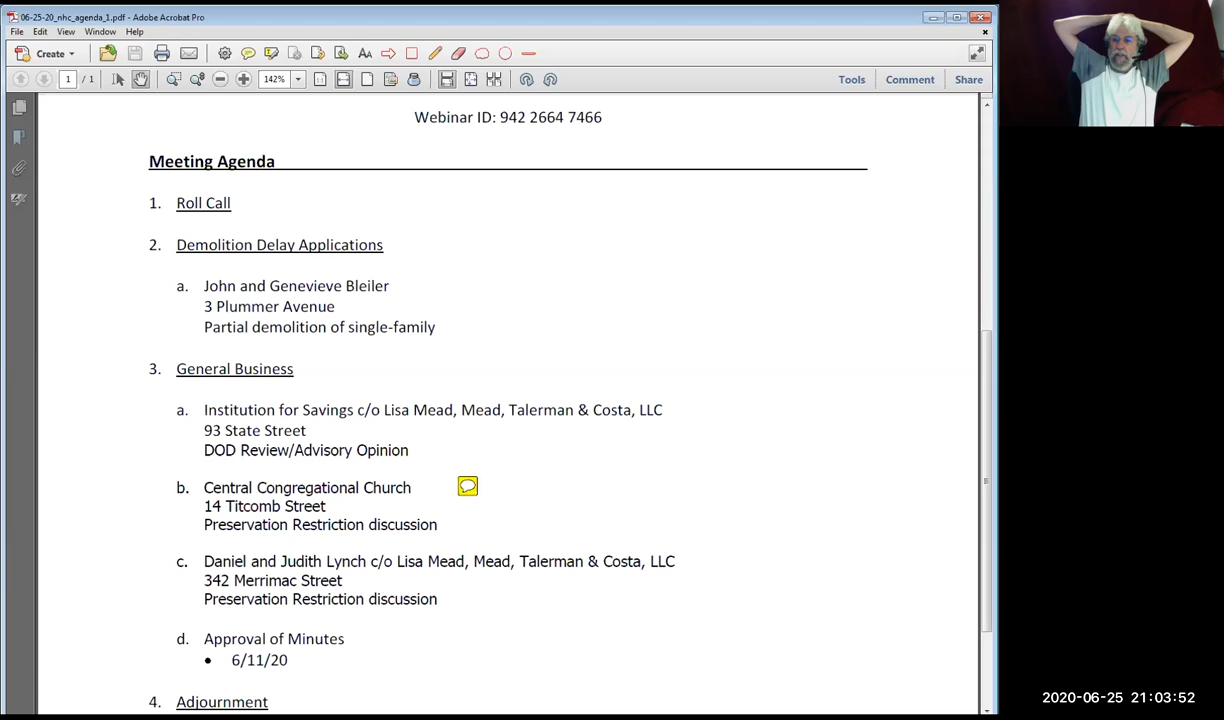 06-25-20_nhc_agenda_1.pdf - Adobe Acrobat Pro
File Edit View Window Help
Create
1 / 1 142% Tools Comment Share
Webinar ID: 942 2664 7466
Meeting Agenda
1. Roll Call
2. Demolition Delay Applications
a. John and Genevieve Bleiler
3 Plummer Avenue
Partial demolition of single-family
3. General Business
a. Institution for Savings c/o Lisa Mead, Mead, Talerman & Costa, LLC
93 State Street
DOD Review/Advisory Opinion
b. Central Congregational Church
14 Titcomb Street
Preservation Restriction discussion
c. Daniel and Judith Lynch c/o Lisa Mead, Mead, Talerman & Costa, LLC
342 Merrimac Street
Preservation Restriction discussion
d. Approval of Minutes
• 6/11/20
4. Adjournment
2020-06-25 21:03:52